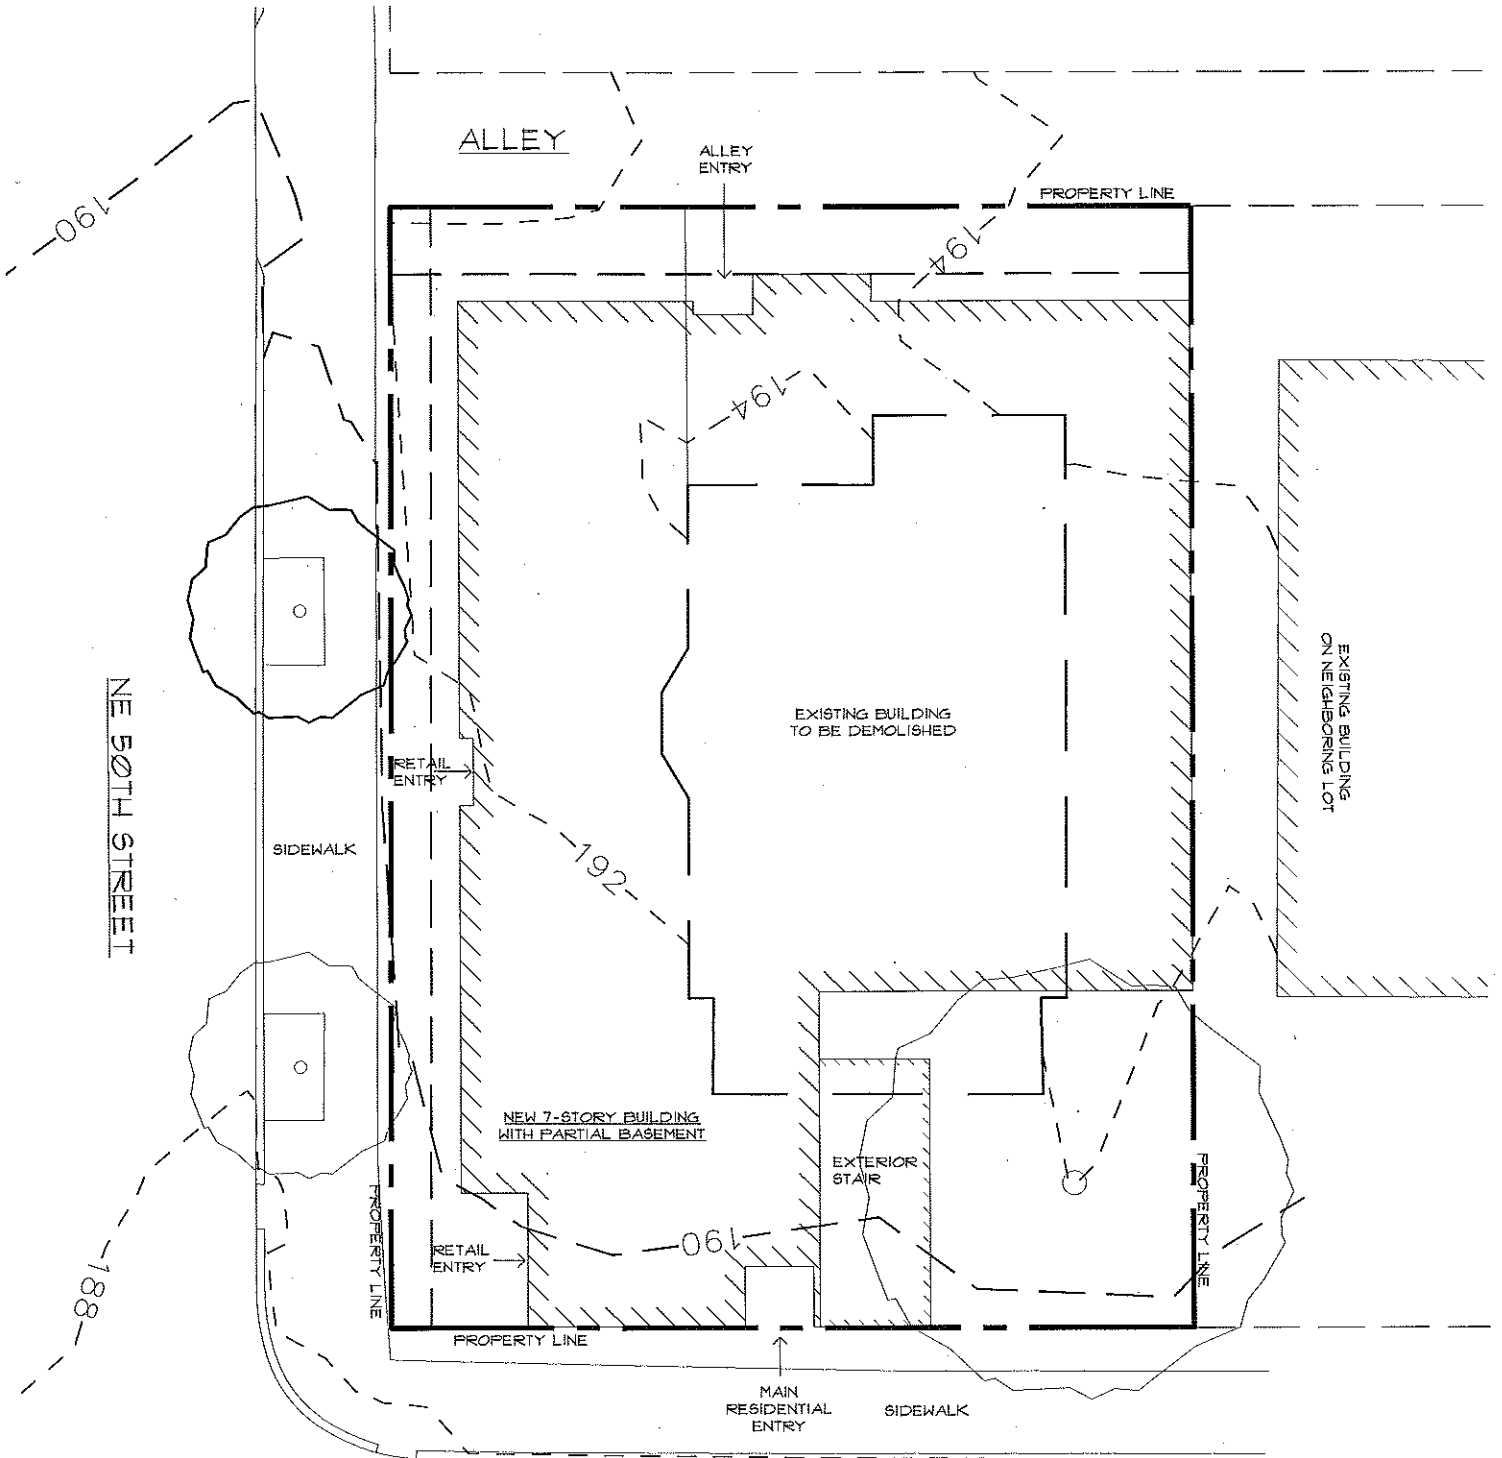 ALLEY
ALLEY
ENTRY
PROPERTY LINE
190
194
194
EXISTING BUILDING
ON NEIGHBORING LOT
EXISTING BUILDING
TO BE DEMOLISHED
NE 50TH STREET
RETAIL
ENTRY
SIDEWALK
192
NEW 7-STORY BUILDING
WITH PARTIAL BASEMENT
EXTERIOR
STAIR
PROPERTY LINE
PROPERTY LINE
190
RETAIL
ENTRY
188
PROPERTY LINE
MAIN
RESIDENTIAL
ENTRY
SIDEWALK